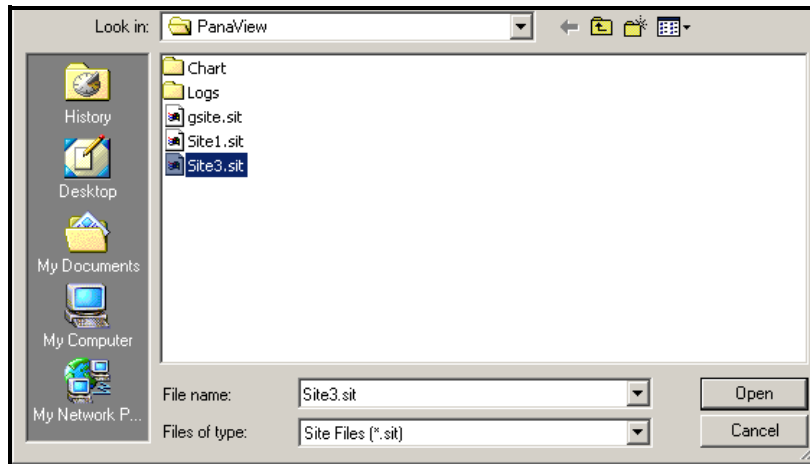 Look in: PanaView
Chart
Logs
gsite.sit
Site1.sit
Site3.sit
History
Desktop
My Documents
My Computer
My Network P...
File name: Site3.sit Open
Files of type: Site Files (*.sit) Cancel